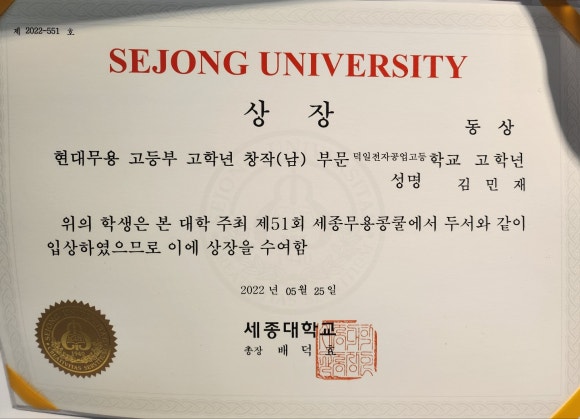 제 2022-551 호
SEJONG UNIVERSITY
상 장
동 상
현대무용 고등부 고학년 창작(남) 부문 덕일전자공업고등학교 고학년
성명 김 민 재
위의 학생은 본 대학 주최 제51회 세종무용콩쿨에서 두서와 같이
입상하였으므로 이에 상장을 수여함
2022 년 05 월 25 일
세종대학교
총장 배 덕 효